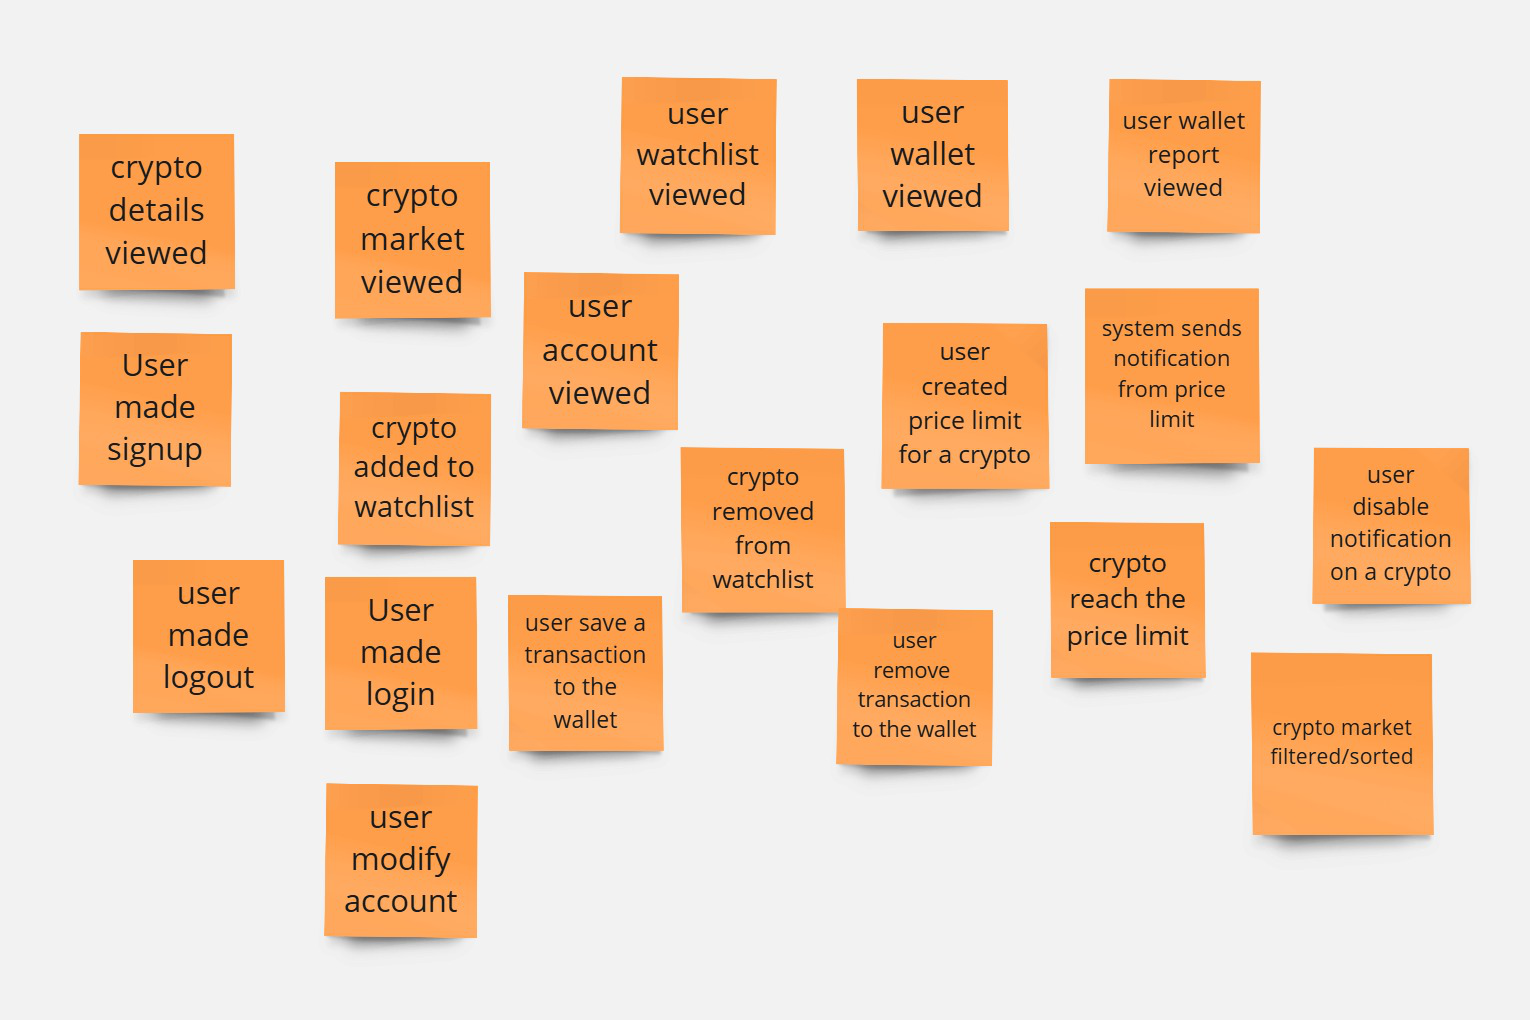 user
watchlist
viewed
user
wallet
viewed
user wallet
report
viewed
crypto
details
viewed
crypto
market
viewed
user
account
viewed
system sends
notification
from price
limit
user
created
price limit
for a crypto
User
made
signup
crypto
added to
watchlist
crypto
removed
from
watchlist
user
disable
notification
on a crypto
crypto
reach the
price limit
user
made
logout
User
made
login
user save a
transaction
to the
wallet
user
remove
transaction
to the wallet
crypto market
filtered/sorted
user
modify
account